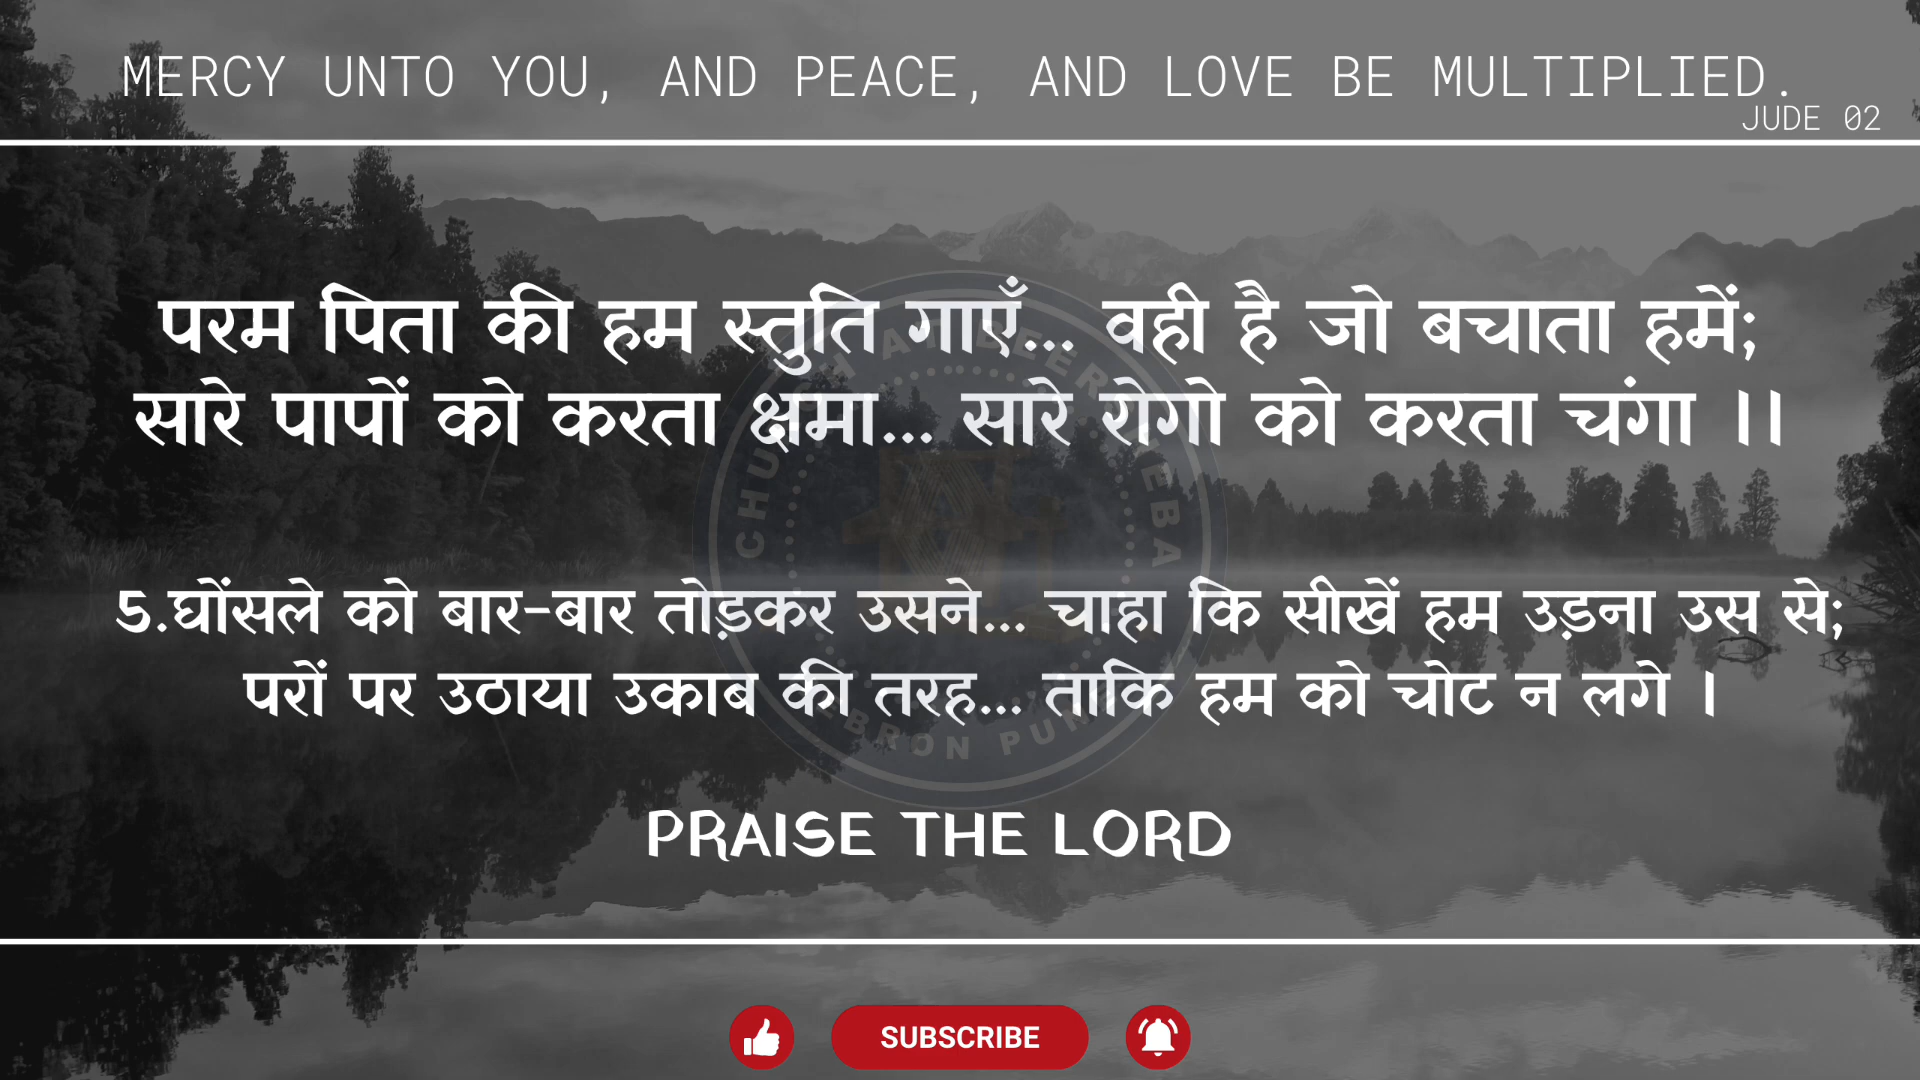 MERCY UNTO YOU, AND PEACE, AND LOVE BE MULTIPLIED.
JUDE 02
परम पिता की हम स्तुति गाएँ... वही है जो बचाता हमें;
सारे पापों को करता क्षमा... सारे रोगो को करता चंगा ।।
5.घोंसले को बार-बार तोड़कर उसने... चाहा कि सीखें हम उड़ना उस से;
परों पर उठाया उकाब की तरह... ताकि हम को चोट न लगे ।
PRAISE THE LORD
SUBSCRIBE